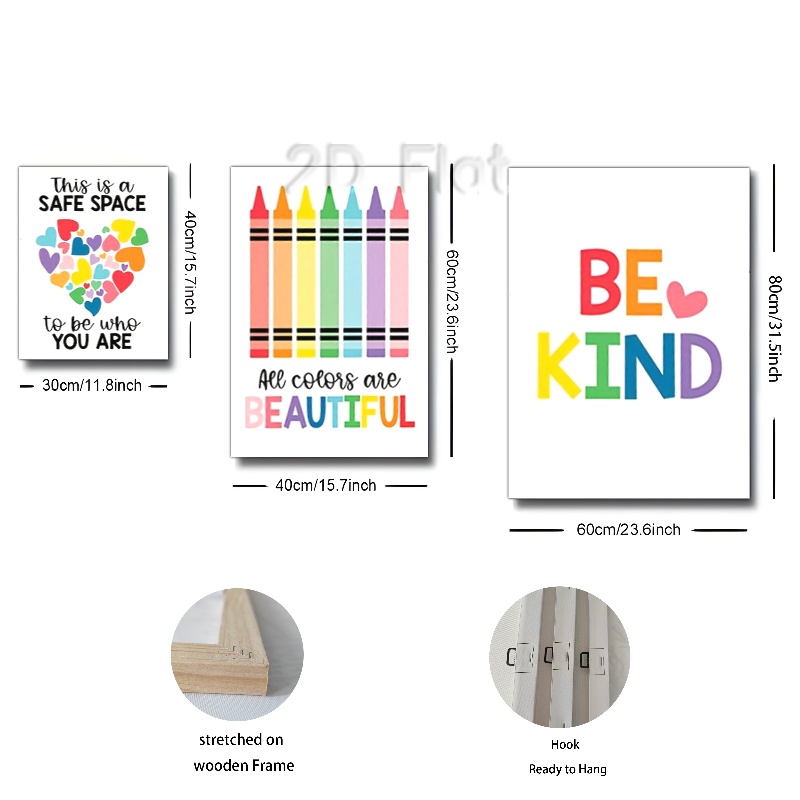 2D Flat
This is a
SAFE SPACE
to be who
YOU ARE
40cm/15.7inch
30cm/11.8inch
All colors are
BEAUTIFUL
60cm/23.6inch
40cm/15.7inch
BE
KIND
80cm/31.5inch
60cm/23.6inch
stretched on
wooden Frame
Hook
Ready to Hang